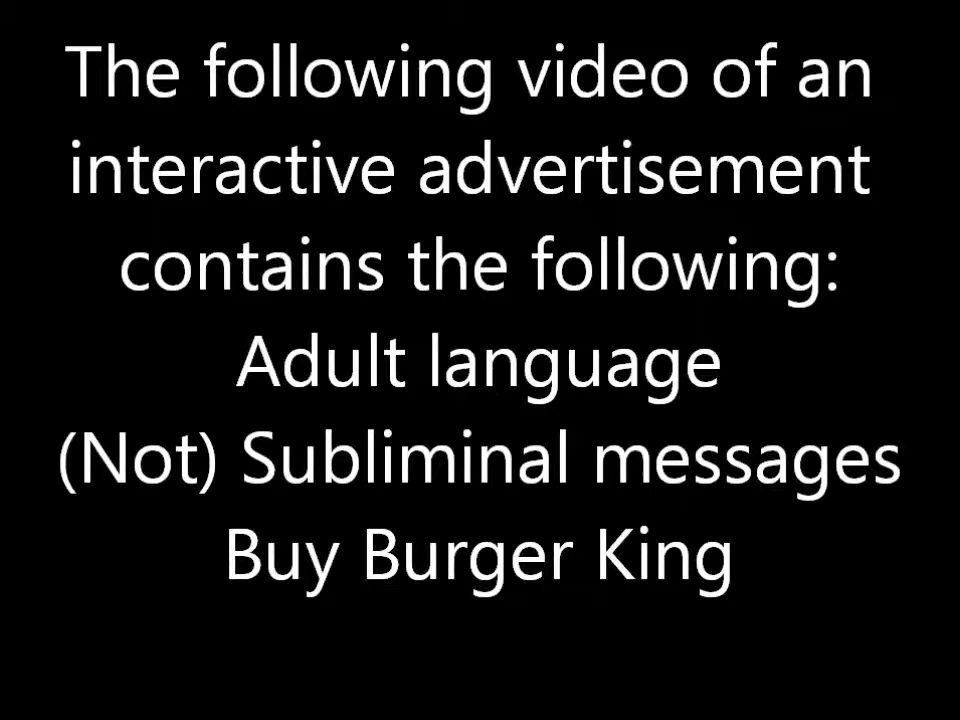 The following video of an
interactive advertisement
contains the following:
Adult language
(Not) Subliminal messages
Buy Burger King